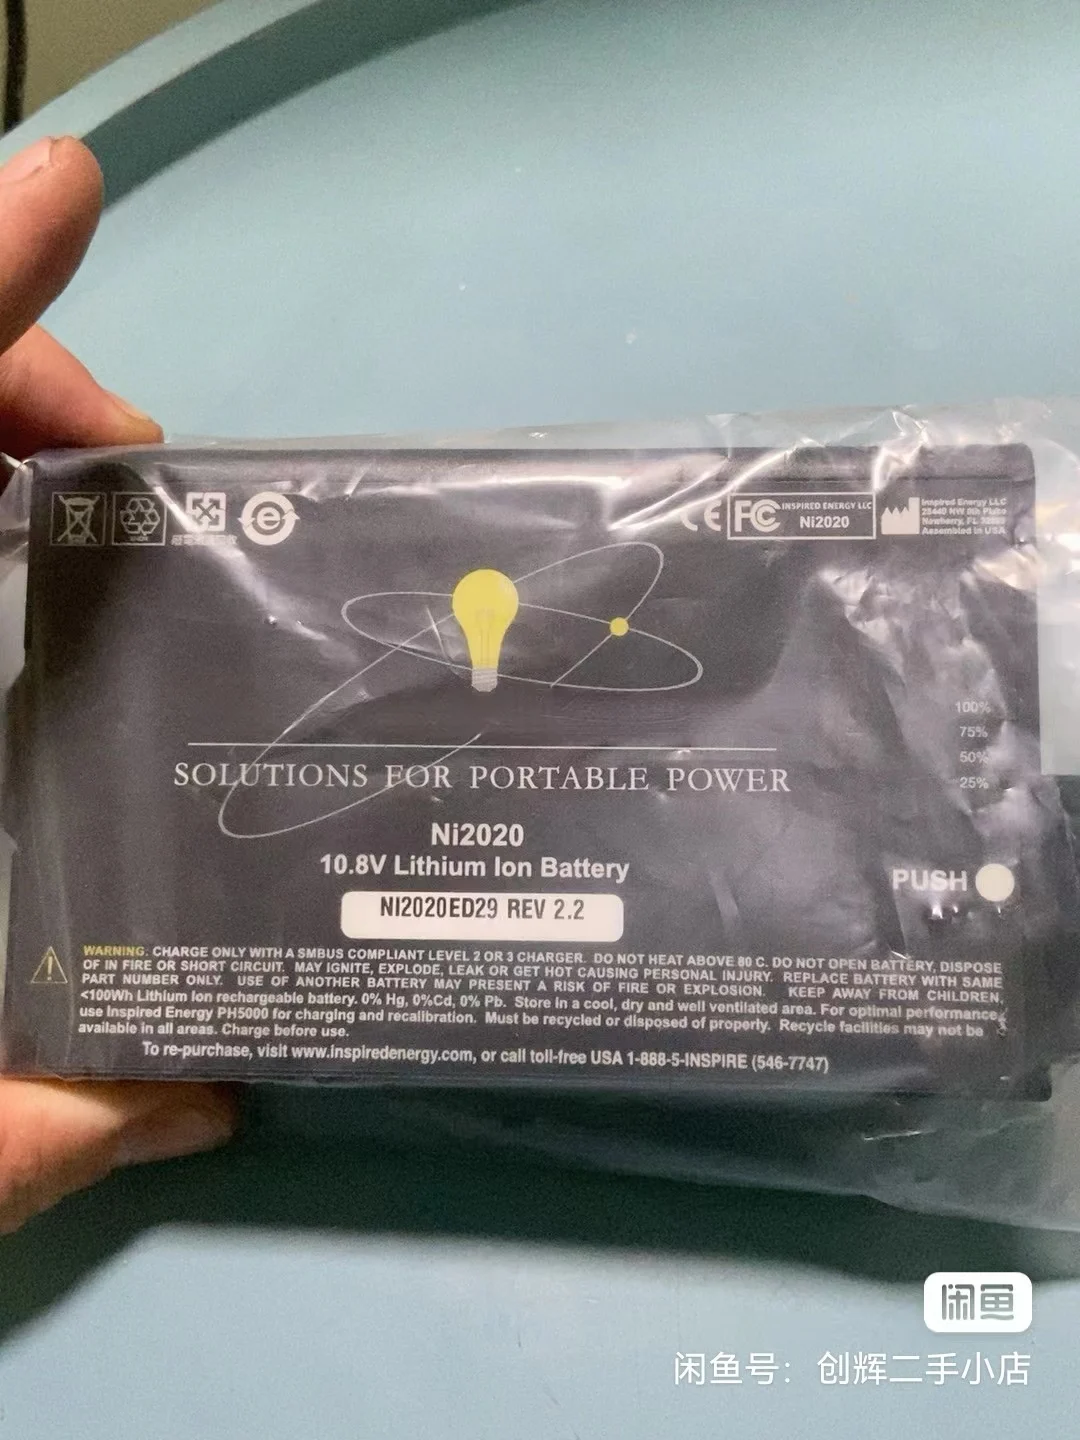 CE
FC
INSPIRED ENERGY LLC
Ni2020
Inspired Energy LLC
Newberry, FL
Assembled in USA
100%
75%
50%
25%
SOLUTIONS FOR PORTABLE POWER
Ni2020
10.8V Lithium Ion Battery
NI2020ED29 REV 2.2
PUSH
WARNING: CHARGE ONLY WITH A SMBUS COMPLIANT LEVEL 2 OR 3 CHARGER. DO NOT HEAT ABOVE 80 C. DO NOT OPEN BATTERY, DISPOSE
OF IN FIRE OR SHORT CIRCUIT. MAY IGNITE, EXPLODE, LEAK OR GET HOT CAUSING PERSONAL INJURY. REPLACE BATTERY WITH SAME
PART NUMBER ONLY. USE OF ANOTHER BATTERY MAY PRESENT A RISK OF FIRE OR EXPLOSION. KEEP AWAY FROM CHILDREN,
<100Wh Lithium Ion rechargeable battery. 0% Hg, 0%Cd, 0% Pb. Store in a cool, dry and well ventilated area. For optimal performance,
use Inspired Energy PH5000 for charging and recalibration. Must be recycled or disposed of properly. Recycle facilities may not be
available in all areas. Charge before use.
To re-purchase, visit www.inspiredenergy.com, or call toll-free USA 1-888-5-INSPIRE (546-7747)
闲鱼
闲鱼号：创辉二手小店